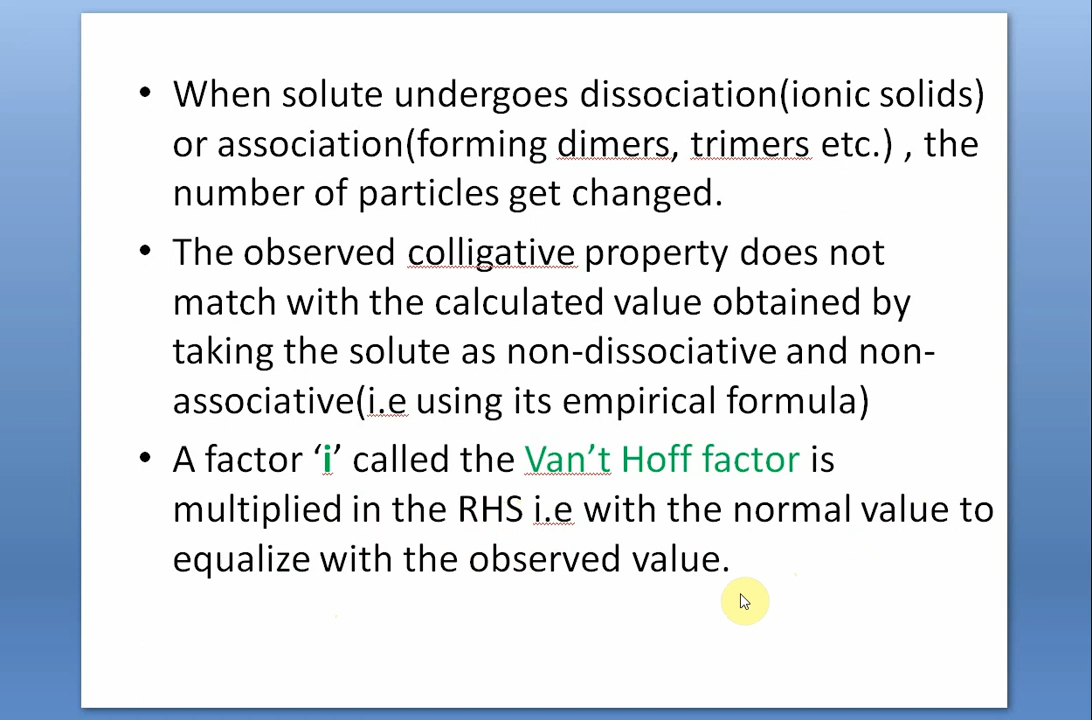 • When solute undergoes dissociation(ionic solids)
or association(forming dimers, trimers etc.) , the
number of particles get changed.
• The observed colligative property does not
match with the calculated value obtained by
taking the solute as non-dissociative and non-
associative(i.e using its empirical formula)
• A factor ‘i’ called the Van’t Hoff factor is
multiplied in the RHS i.e with the normal value to
equalize with the observed value.